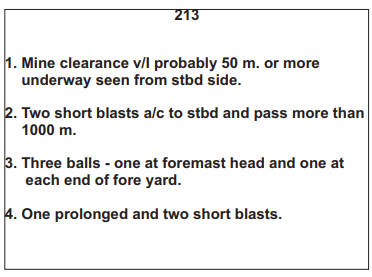 213
1. Mine clearance v/l probably 50 m. or more
underway seen from stbd side.
2. Two short blasts a/c to stbd and pass more than
1000 m.
3. Three balls - one at foremast head and one at
each end of fore yard.
4. One prolonged and two short blasts.